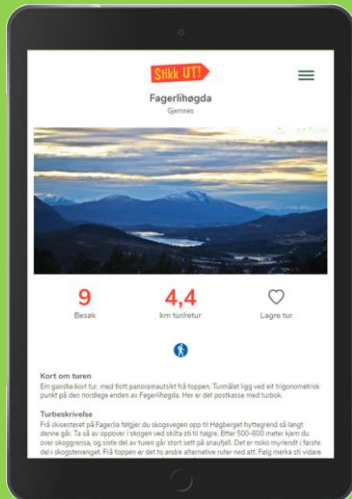 Stikk UT!
Fagerlihøgda
Gjemnes
9
Besøk
4,4
km tur/retur
Lagre tur
Kort om turen
Ein ganske kort tur, med flott panoramautsikt frå toppen. Turmålet ligg ved eit trigonometrisk
punkt på den nordlege enden av Fagerlihøgda. Her er det postkasse med turbok.
Turbeskrivelse
Frå skisenteret på Fagerlia følgjer du skogsvegen opp til Høgberget hyttegrend så langt
denne går. Ta så av oppover i skogen ved skilta sti til høgre. Etter 500-600 meter kjem du
over skoggrensa, og siste del av turen går stort sett på snaufjell. Det er noko myrlendt i første
del av skogsterrenget. Frå toppen er det to andre alternative ruter ned att. Følg merka sti vidare